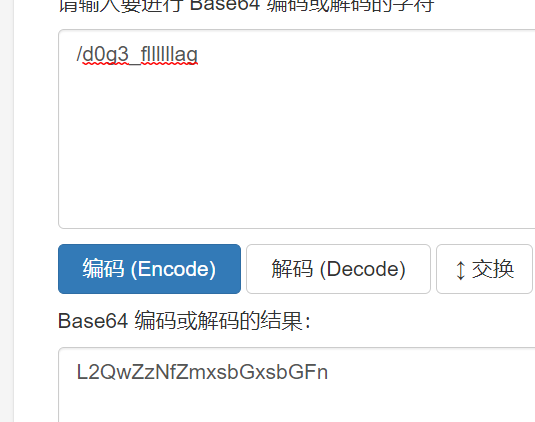 请输入要进行 Base64 编码或解码的字符
/d0g3_fllllllag
编码 (Encode) 解码 (Decode) ↕ 交换
Base64 编码或解码的结果：
L2QwZzNfZmxsbGxsbGFn